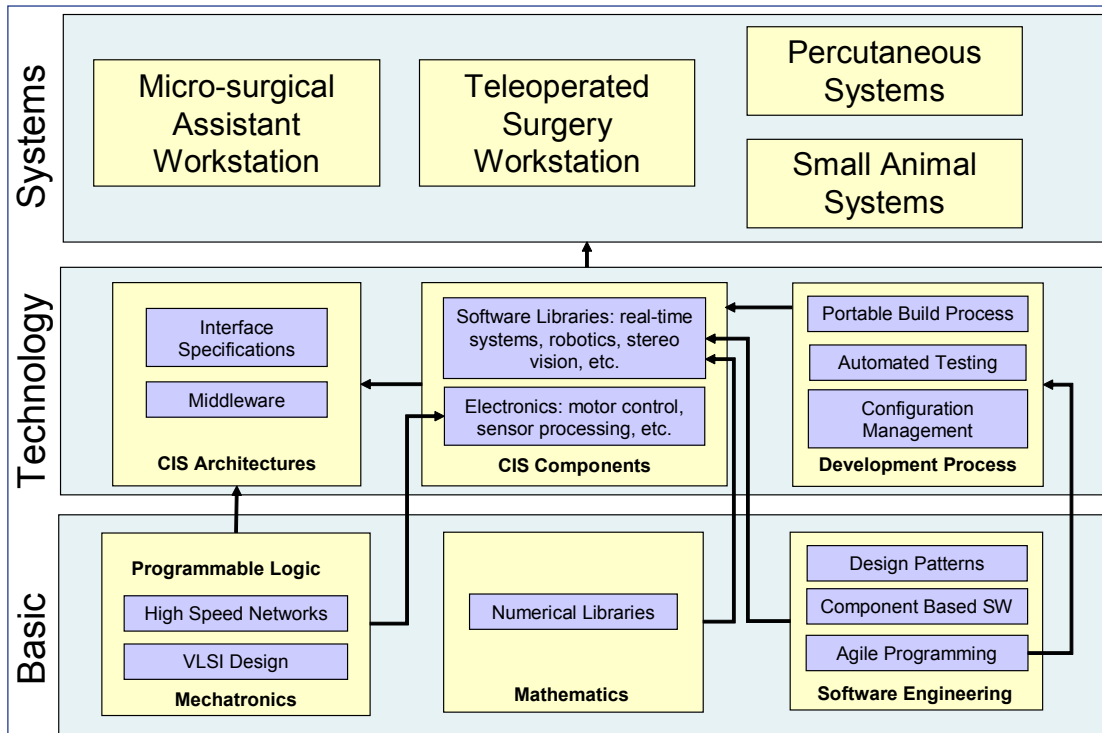 Systems
Micro-surgical
Assistant
Workstation
Teleoperated
Surgery
Workstation
Percutaneous
Systems
Small Animal
Systems
Technology
Interface
Specifications
Middleware
CIS Architectures
Software Libraries: real-time
systems, robotics, stereo
vision, etc.
Electronics: motor control,
sensor processing, etc.
CIS Components
Portable Build Process
Automated Testing
Configuration
Management
Development Process
Basic
Programmable Logic
High Speed Networks
VLSI Design
Mechatronics
Numerical Libraries
Mathematics
Design Patterns
Component Based SW
Agile Programming
Software Engineering